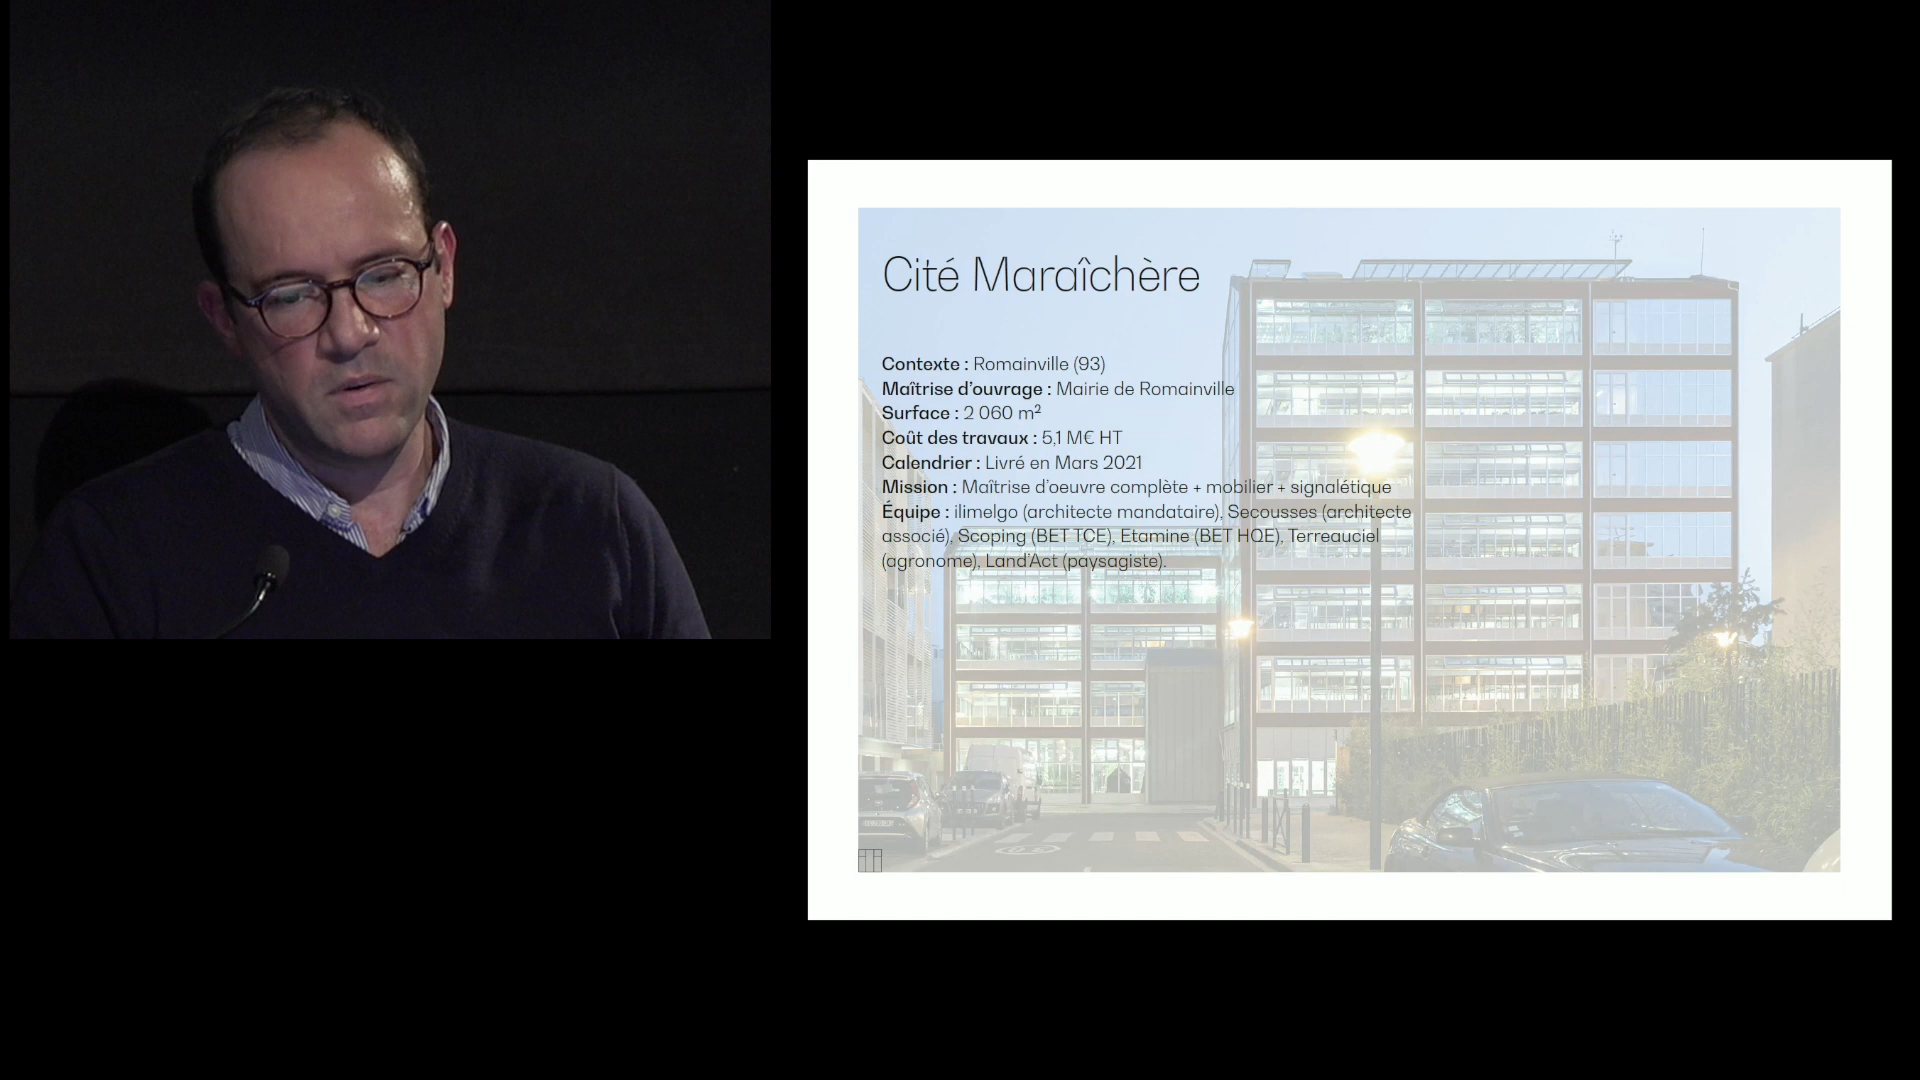 Cité Maraîchère
Contexte : Romainville (93)
Maîtrise d'ouvrage : Mairie de Romainville
Surface : 2 060 m²
Coût des travaux : 5,1 M€ HT
Calendrier : Livré en Mars 2021
Mission : Maîtrise d'oeuvre complète + mobilier + signalétique
Équipe : ilimelgo (architecte mandataire), Secousses (architecte
associé), Scoping (BET TCE), Etamine (BET HQE), Terreauciel
(agronome), Land'Act (paysagiste).